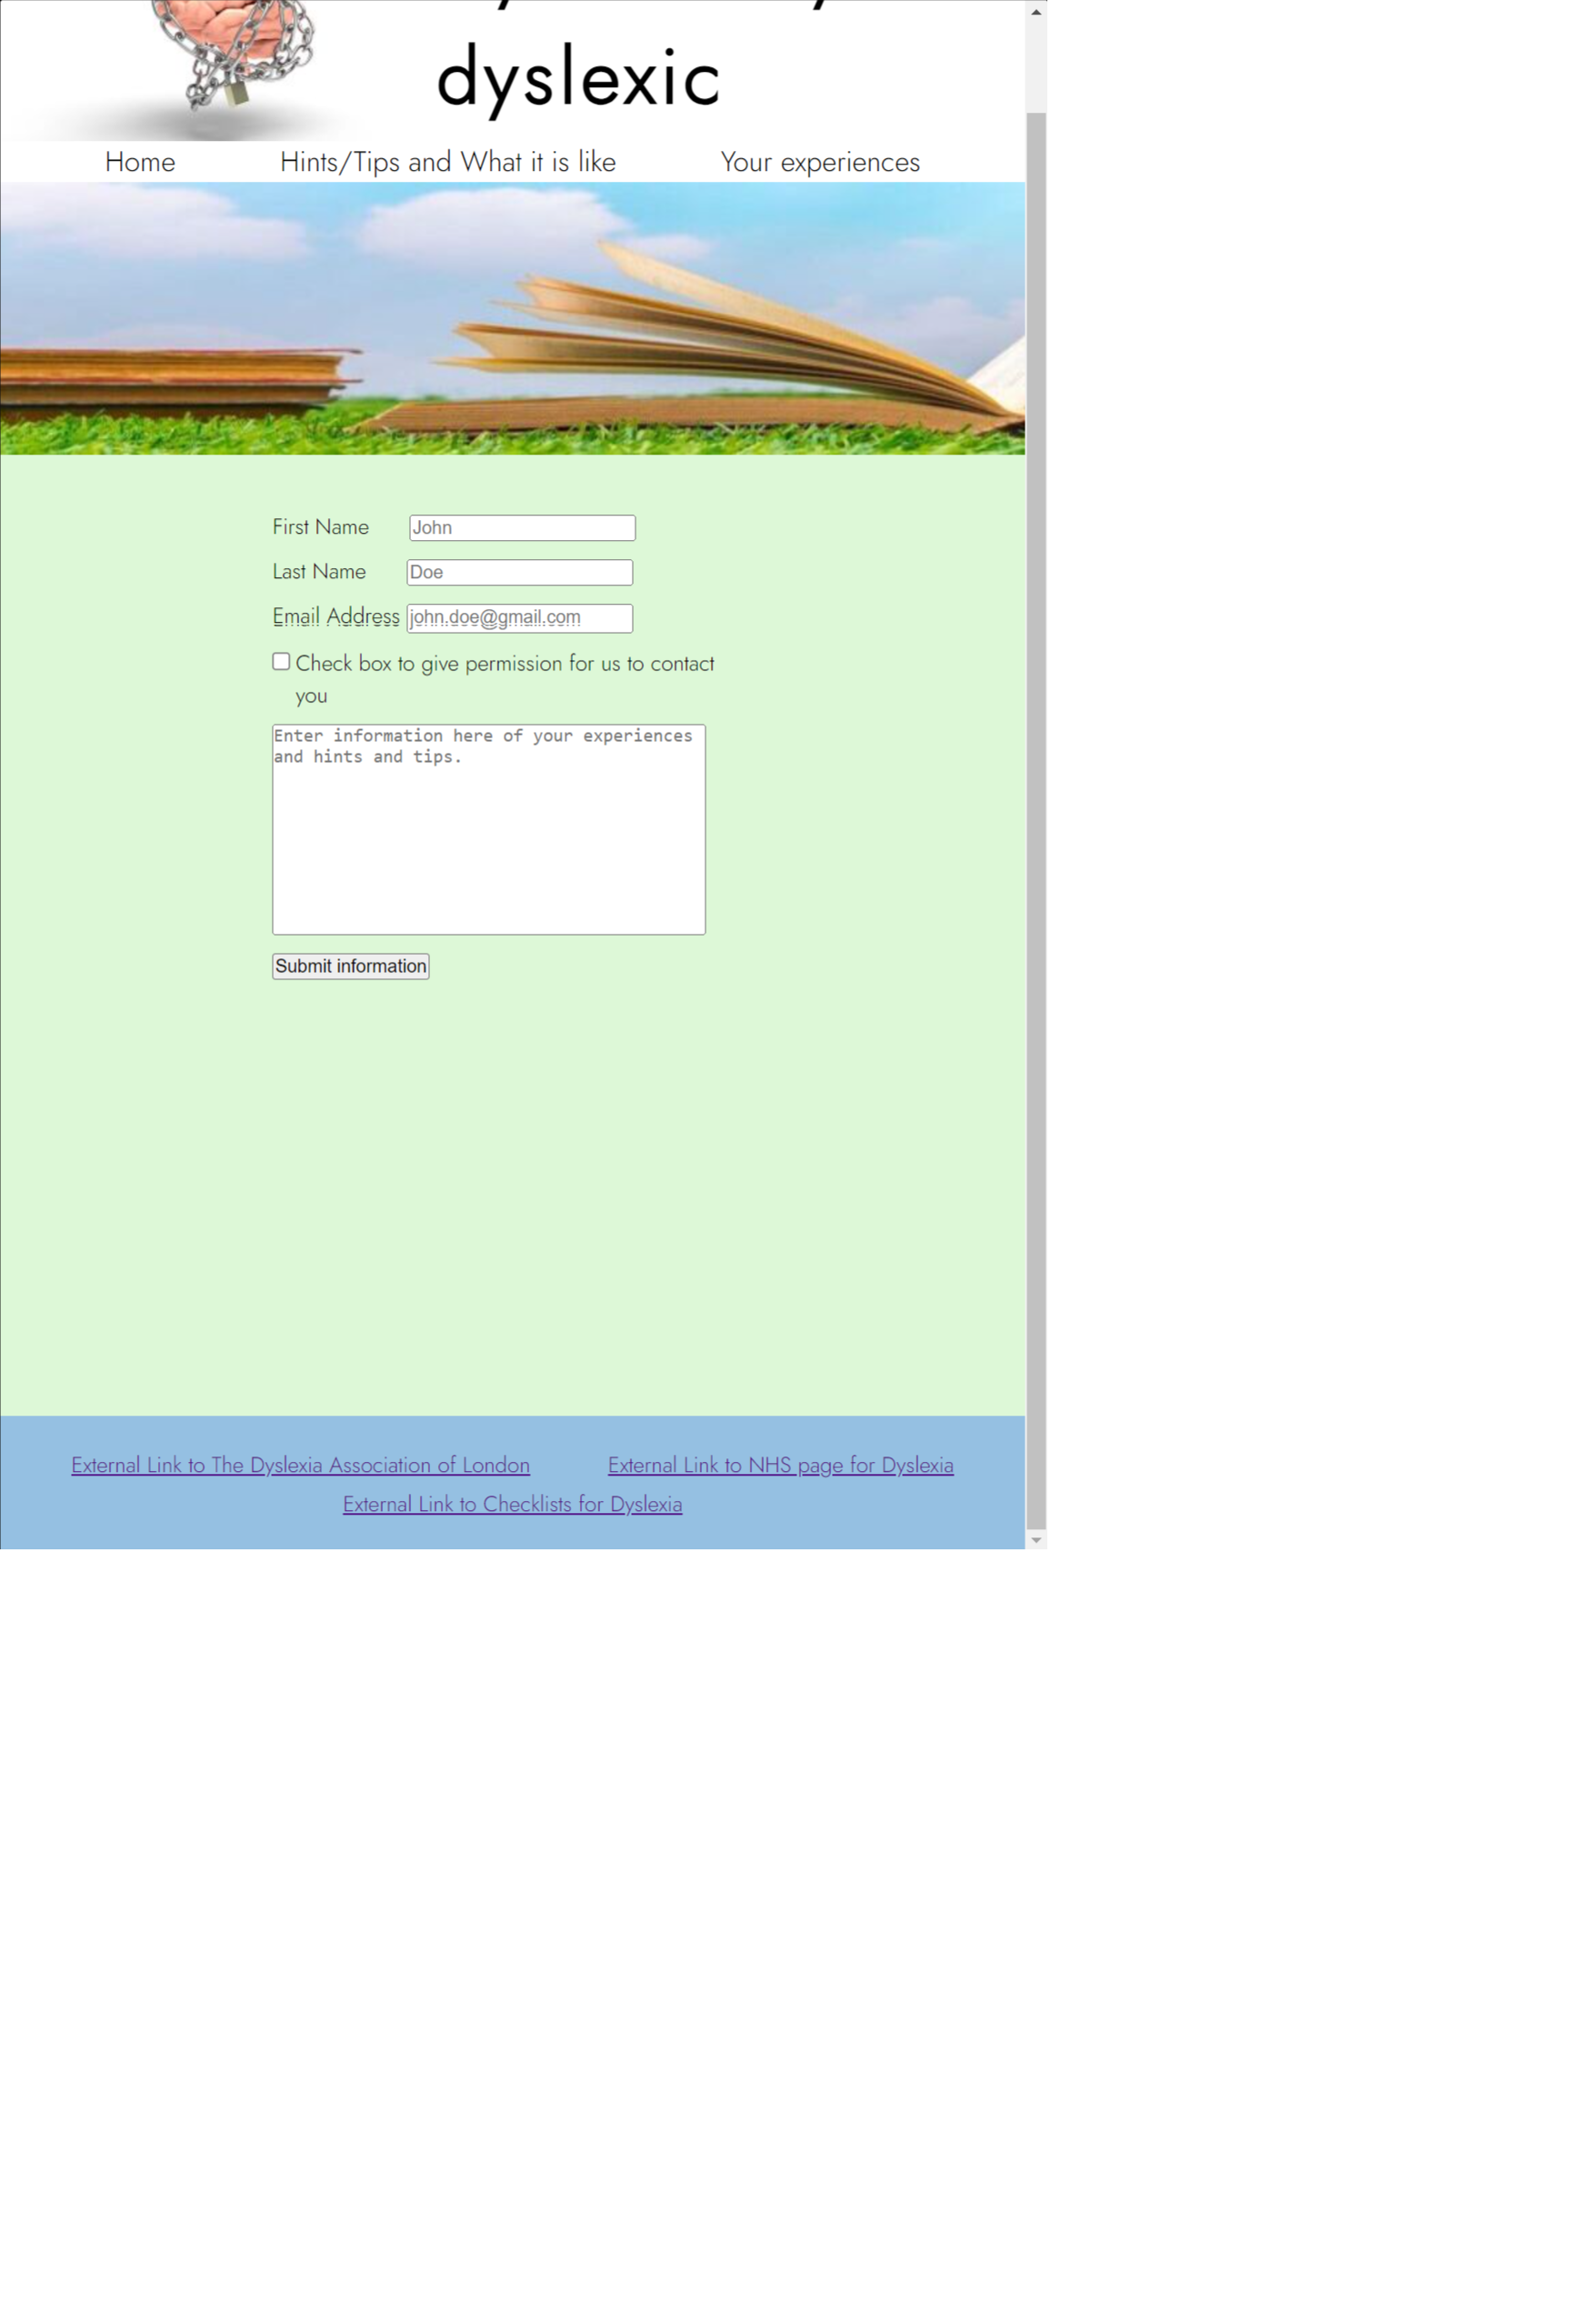 dyslexic
Home Hints/Tips and What it is like Your experiences
First Name John
Last Name Doe
Email Address john.doe@gmail.com
Check box to give permission for us to contact
you
Enter information here of your experiences
and hints and tips.
Submit information
External Link to The Dyslexia Association of London External Link to NHS page for Dyslexia
External Link to Checklists for Dyslexia